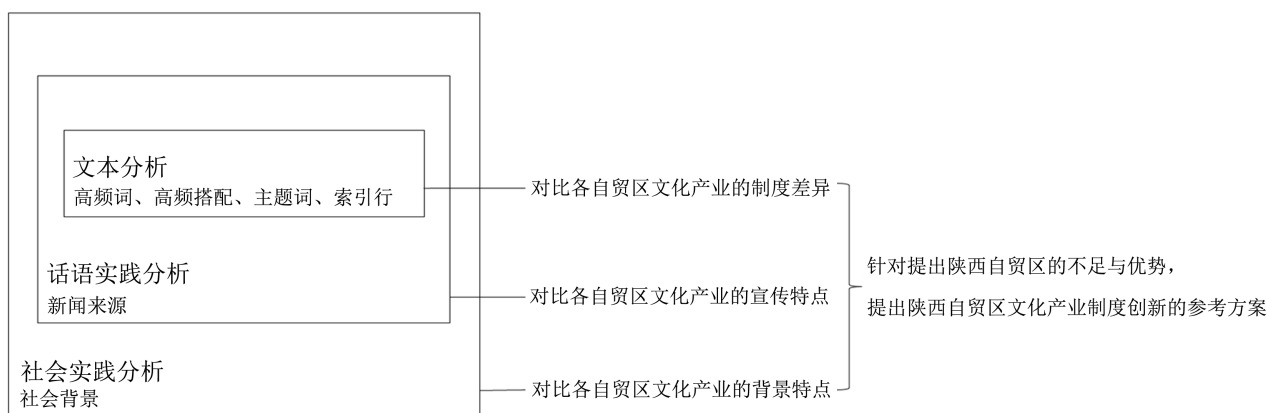 文本分析
高频词、高频搭配、主题词、索引行
对比各自贸区文化产业的制度差异
话语实践分析
新闻来源
对比各自贸区文化产业的宣传特点
社会实践分析
社会背景
对比各自贸区文化产业的背景特点
针对提出陕西自贸区的不足与优势，
提出陕西自贸区文化产业制度创新的参考方案